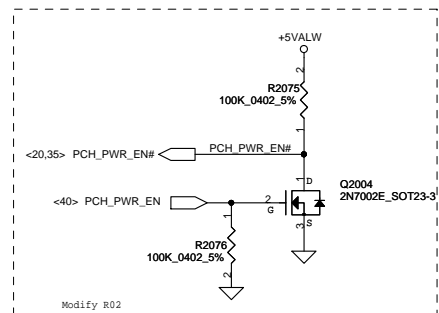 +5VALW
2
R2075
100K_0402_5%
1
<20,35> PCH_PWR_EN# PCH_PWR_EN#
1 D
Q2004
2N7002E_SOT23-3
<40> PCH_PWR_EN
2
G
3 S
1
R2076
100K_0402_5%
2
Modify R02